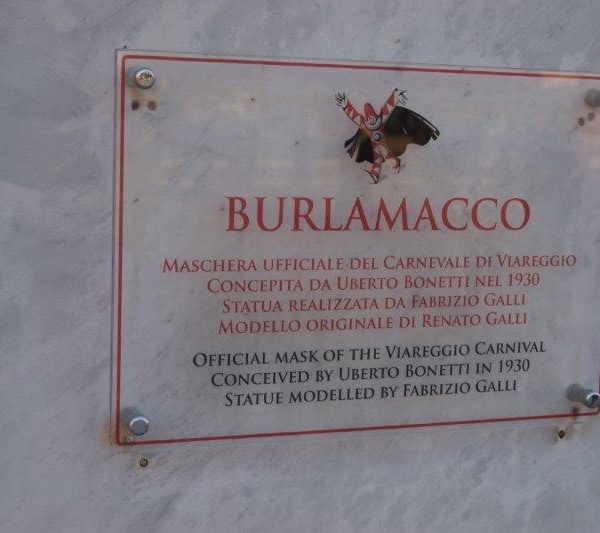 BURLAMACCO
MASCHERA UFFICIALE DEL CARNEVALE DI VIAREGGIO
CONCEPITA DA UBERTO BONETTI NEL 1930
STATUA REALIZZATA DA FABRIZIO GALLI
MODELLO ORIGINALE DI RENATO GALLI
OFFICIAL MASK OF THE VIAREGGIO CARNIVAL
CONCEIVED BY UBERTO BONETTI IN 1930
STATUE MODELLED BY FABRIZIO GALLI